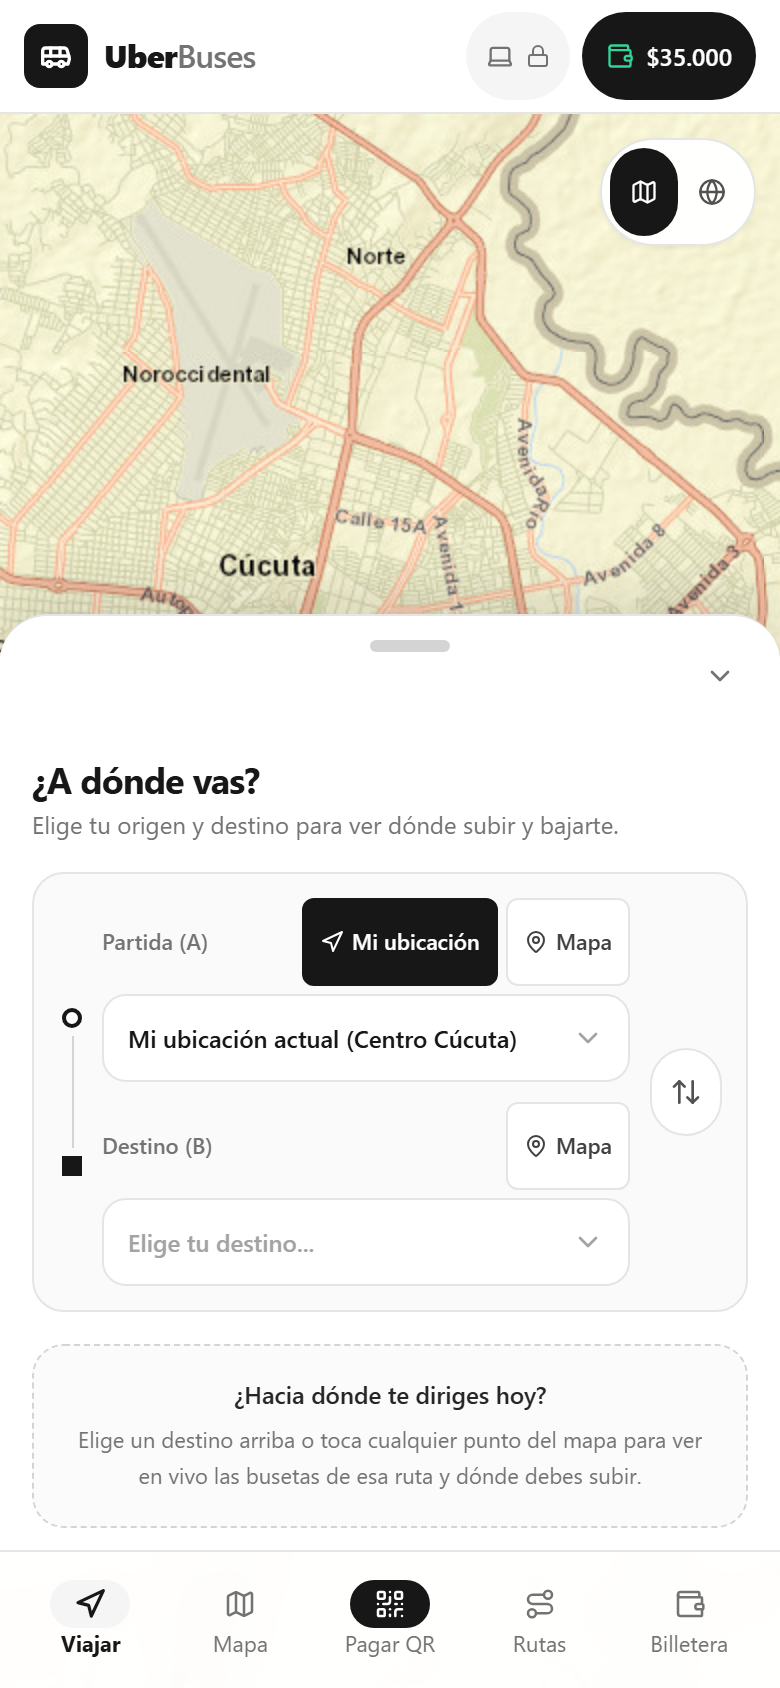 UberBuses
$35.000
Norte
Noroccidental
Avenida Río
Calle 15A
Avenida 1
Avenida 8
Cúcuta
Avenida 3
Autop
¿A dónde vas?
Elige tu origen y destino para ver dónde subir y bajarte.
Partida (A)
Mi ubicación
Mapa
Mi ubicación actual (Centro Cúcuta)
Destino (B)
Mapa
Elige tu destino...
¿Hacia dónde te diriges hoy?
Elige un destino arriba o toca cualquier punto del mapa para ver
en vivo las busetas de esa ruta y dónde debes subir.
Viajar
Mapa
Pagar QR
Rutas
Billetera